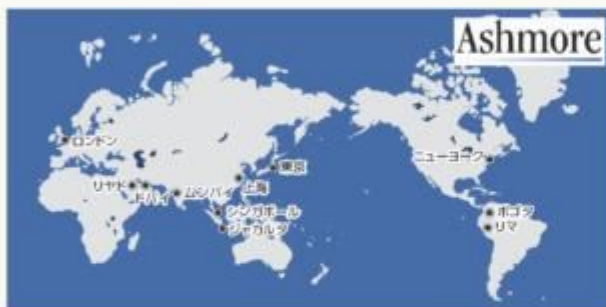 Ashmore
ロンドン
東京
ニューヨーク
リヤド
ドバイ
ムンバイ
上海
シンガポール
ジャカルタ
ボゴタ
リマ